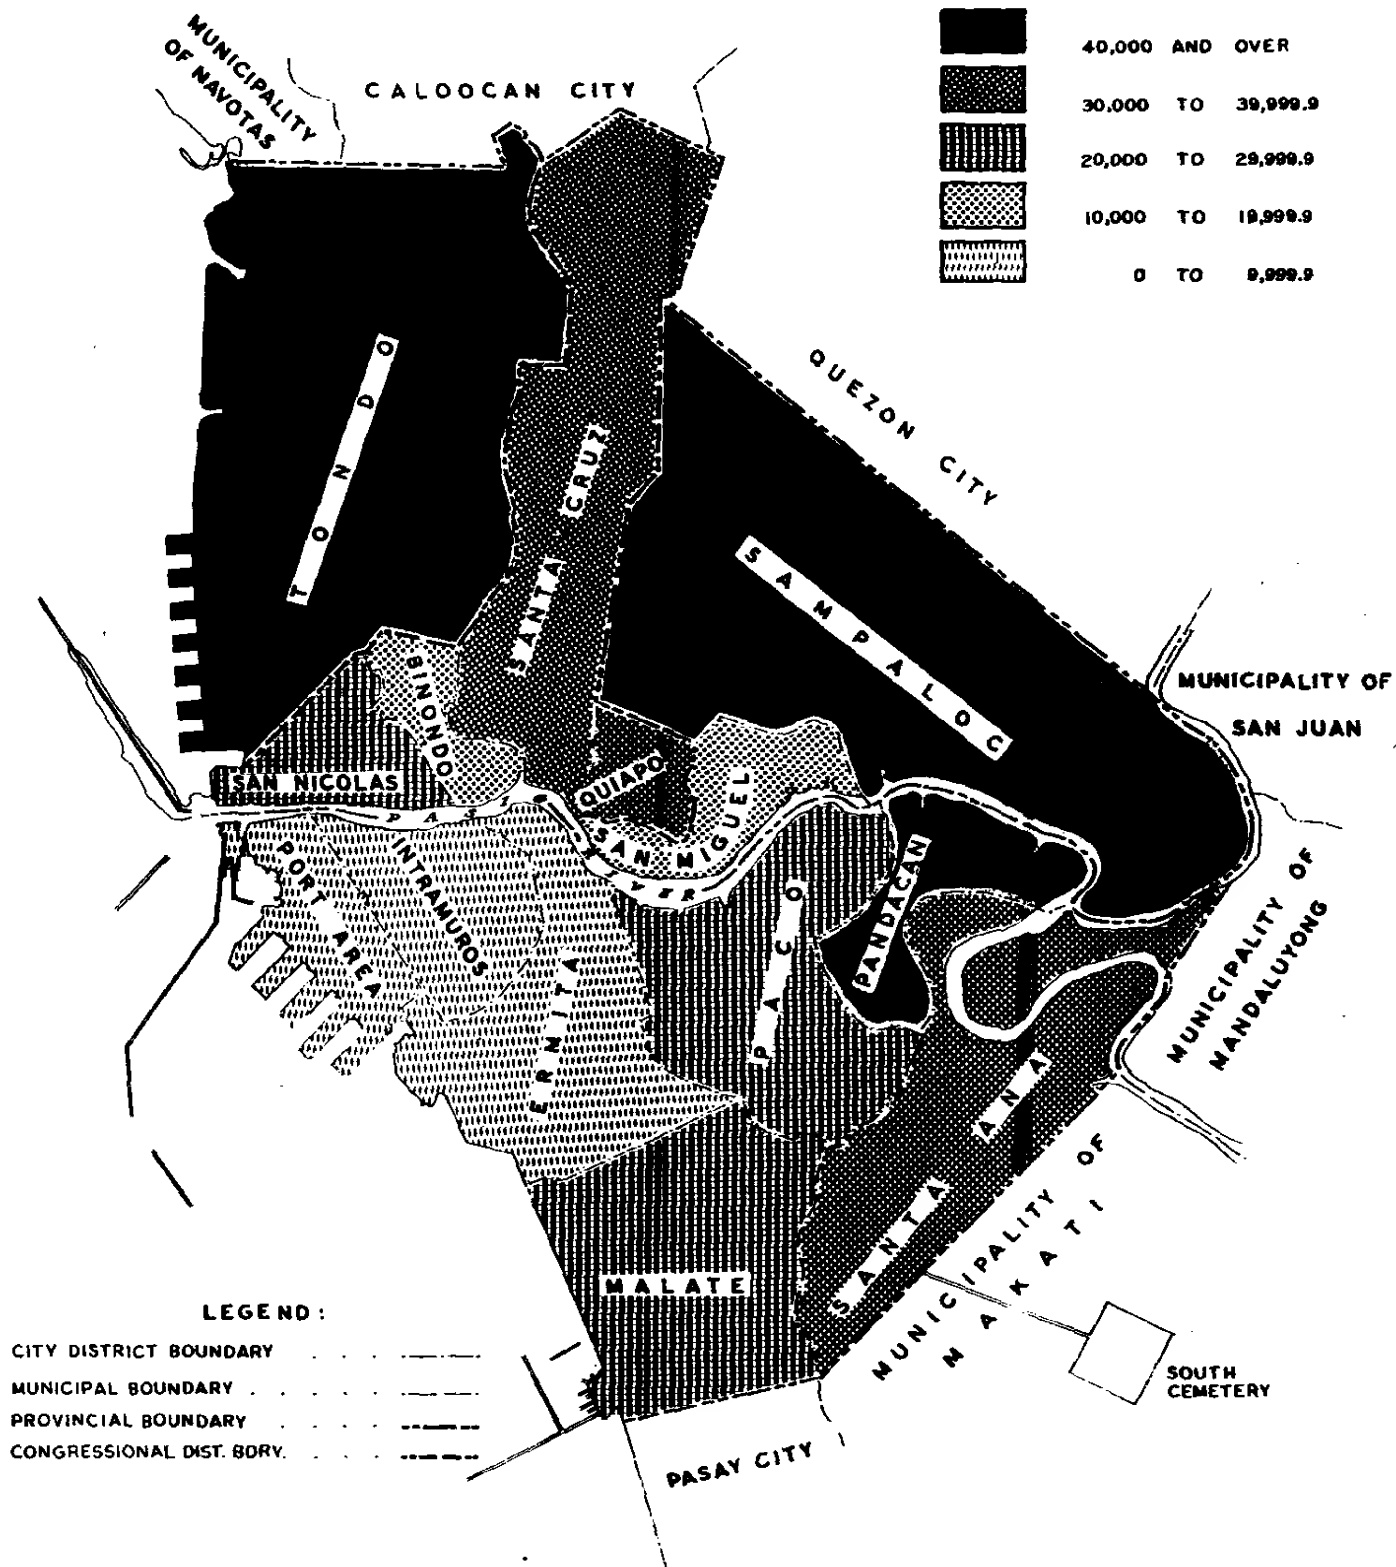 MUNICIPALITY
OF NAVOTAS
CALOOCAN CITY
40,000 AND OVER
30,000 TO 39,999.9
20,000 TO 29,999.9
10,000 TO 19,999.9
0 TO 9,999.9
QUEZON CITY
TONDO
SANTA CRUZ
SAMPALOC
MUNICIPALITY OF
SAN JUAN
BINONDO
SAN NICOLAS
QUIAPO
SAN MIGUEL
PASIG RIVER
PORT AREA
INTRAMUROS
ERMITA
PACO
PANDACAN
MUNICIPALITY OF
MANDALUYONG
SANTA ANA
MALATE
MUNICIPALITY OF
MAKATI
SOUTH
CEMETERY
PASAY CITY
LEGEND:
CITY DISTRICT BOUNDARY . . . .
MUNICIPAL BOUNDARY . . . . .
PROVINCIAL BOUNDARY . . . .
CONGRESSIONAL DIST. BDRY. . . . .